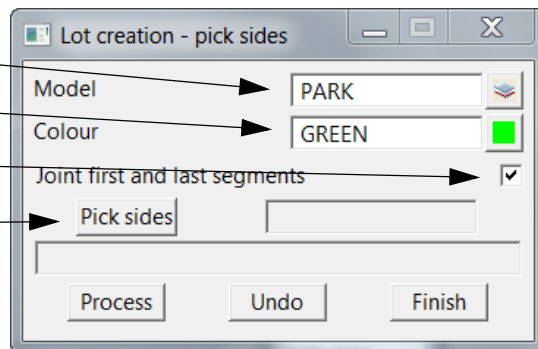 Lot creation - pick sides
Model PARK
Colour GREEN
Joint first and last segments
Pick sides
Process Undo Finish